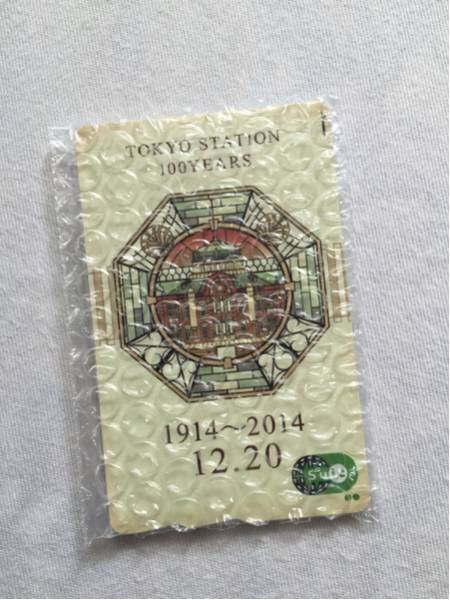 TOKYO STATION
100YEARS
1914～2014
12.20
Suica